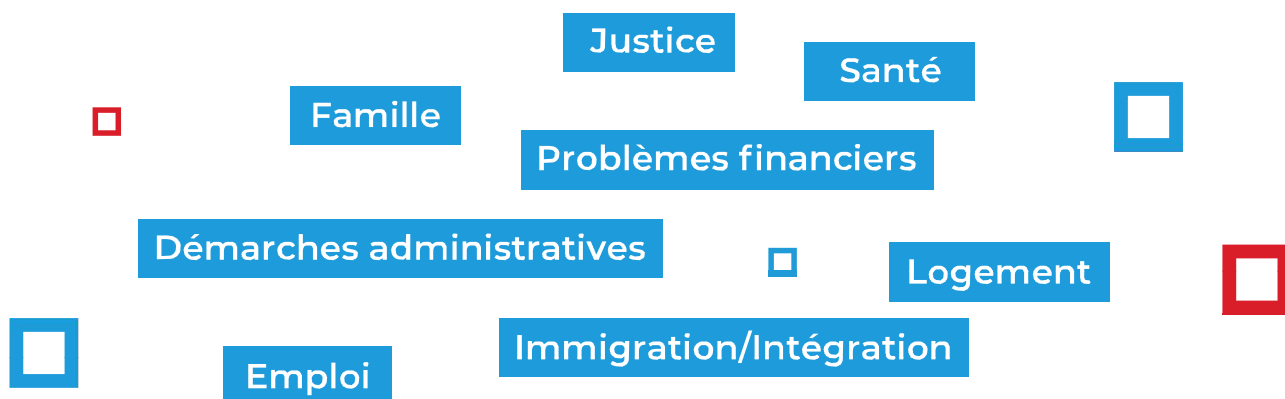 Justice
Santé
Famille
Problèmes financiers
Démarches administratives
Logement
Immigration/Intégration
Emploi